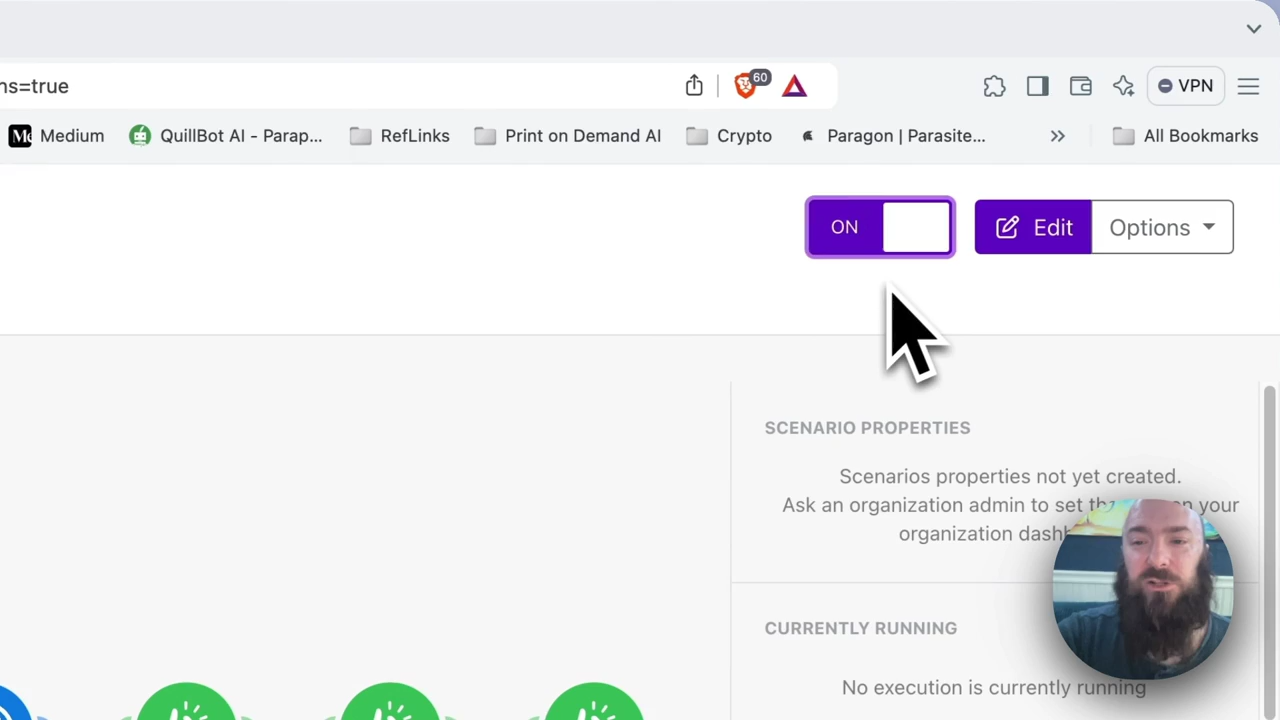 ns=true
60
VPN
Medium
QuillBot AI - Parap...
RefLinks
Print on Demand AI
Crypto
Paragon | Parasite...
All Bookmarks
ON
Edit
Options
SCENARIO PROPERTIES
Scenarios properties not yet created.
Ask an organization admin to set on your
organization
CURRENTLY RUNNING
No execution is currently running